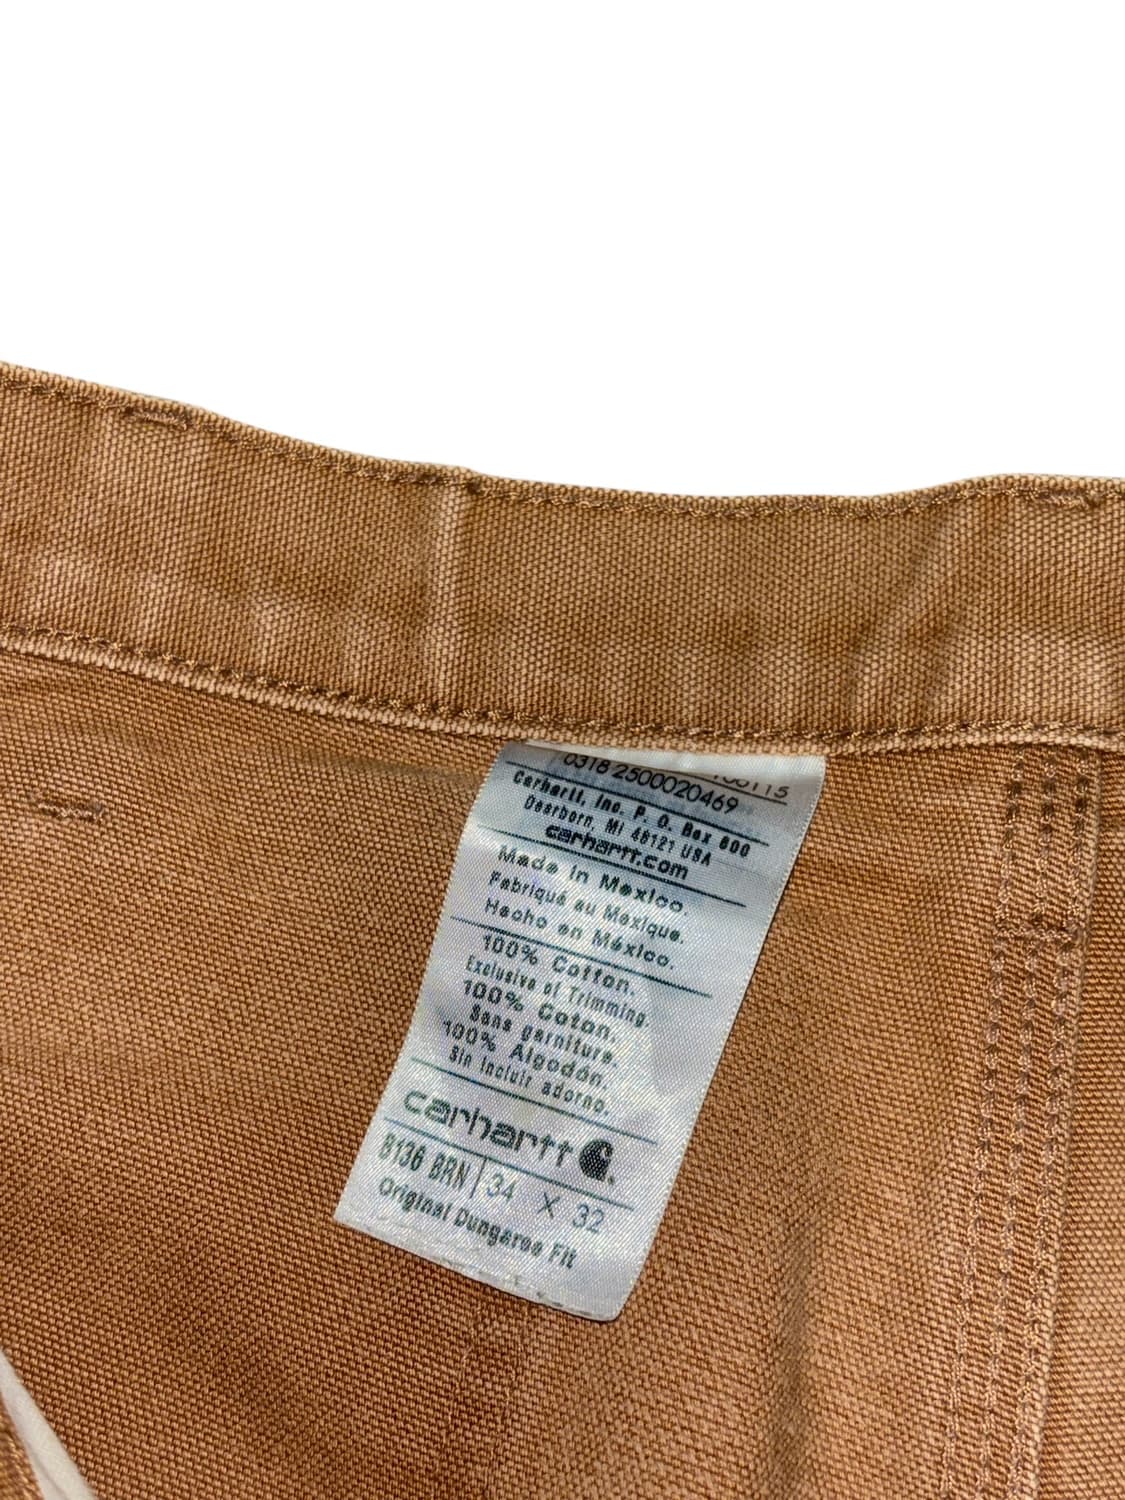 0318 2500020469
Carhartt, Inc. P. O. Box 600
Dearborn, MI 48121 USA
carhartt.com
Made in Mexico.
Fabriqué au Mexique.
Hecho en México.
100% Cotton.
Exclusive of Trimming.
100% Coton.
Sans garniture.
100% Algodón.
Sin incluir adorno.
carhartt
B136 BRN 34 X 32
Original Dungaree Fit